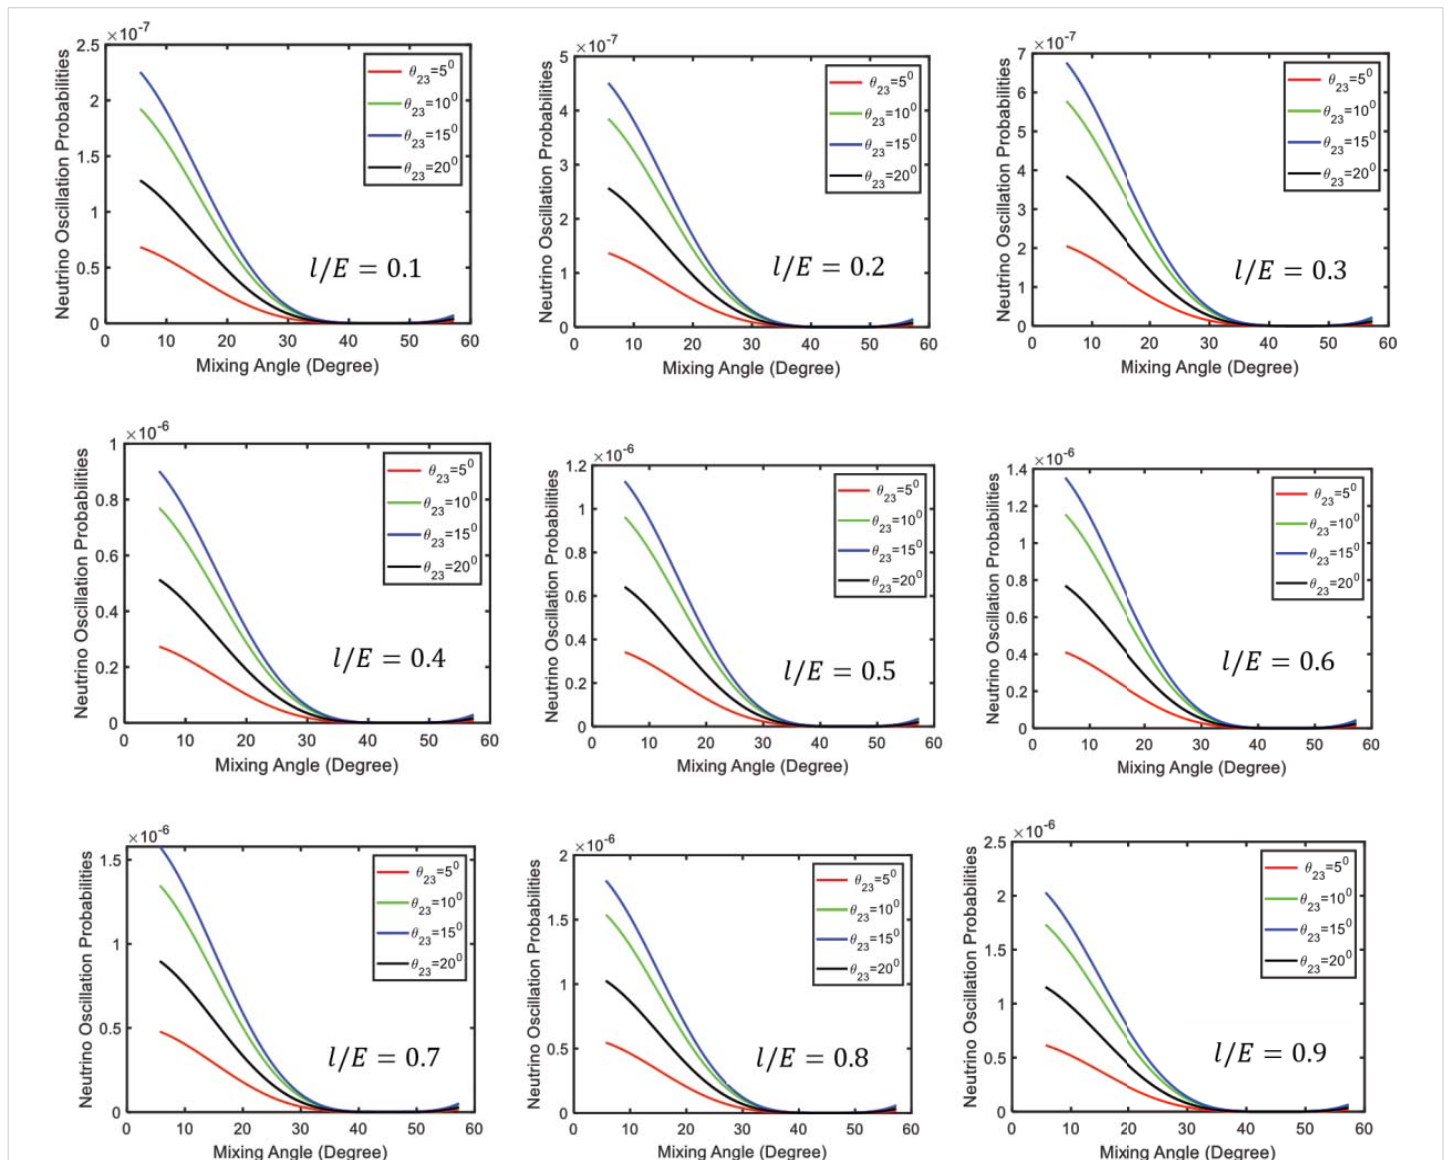 ×10⁻⁷
2.5
2
1.5
1
0.5
0
0 10 20 30 40 50 60
Neutrino Oscillation Probabilities
Mixing Angle (Degree)
θ₂₃=5⁰
θ₂₃=10⁰
θ₂₃=15⁰
θ₂₃=20⁰
l/E = 0.1
×10⁻⁷
5
4
3
2
1
0
0 10 20 30 40 50 60
Neutrino Oscillation Probabilities
Mixing Angle (Degree)
θ₂₃=5⁰
θ₂₃=10⁰
θ₂₃=15⁰
θ₂₃=20⁰
l/E = 0.2
×10⁻⁷
7
6
5
4
3
2
1
0
0 10 20 30 40 50 60
Neutrino Oscillation Probabilities
Mixing Angle (Degree)
θ₂₃=5⁰
θ₂₃=10⁰
θ₂₃=15⁰
θ₂₃=20⁰
l/E = 0.3
×10⁻⁶
1
0.8
0.6
0.4
0.2
0
0 10 20 30 40 50 60
Neutrino Oscillation Probabilities
Mixing Angle (Degree)
θ₂₃=5⁰
θ₂₃=10⁰
θ₂₃=15⁰
θ₂₃=20⁰
l/E = 0.4
×10⁻⁶
1.2
1
0.8
0.6
0.4
0.2
0
0 10 20 30 40 50 60
Neutrino Oscillation Probabilities
Mixing Angle (Degree)
θ₂₃=5⁰
θ₂₃=10⁰
θ₂₃=15⁰
θ₂₃=20⁰
l/E = 0.5
×10⁻⁶
1.4
1.2
1
0.8
0.6
0.4
0.2
0
0 10 20 30 40 50 60
Neutrino Oscillation Probabilities
Mixing Angle (Degree)
θ₂₃=5⁰
θ₂₃=10⁰
θ₂₃=15⁰
θ₂₃=20⁰
l/E = 0.6
×10⁻⁶
1.5
1
0.5
0
0 10 20 30 40 50 60
Neutrino Oscillation Probabilities
Mixing Angle (Degree)
θ₂₃=5⁰
θ₂₃=10⁰
θ₂₃=15⁰
θ₂₃=20⁰
l/E = 0.7
×10⁻⁶
2
1.5
1
0.5
0
0 10 20 30 40 50 60
Neutrino Oscillation Probabilities
Mixing Angle (Degree)
θ₂₃=5⁰
θ₂₃=10⁰
θ₂₃=15⁰
θ₂₃=20⁰
l/E = 0.8
×10⁻⁶
2.5
2
1.5
1
0.5
0
0 10 20 30 40 50 60
Neutrino Oscillation Probabilities
Mixing Angle (Degree)
θ₂₃=5⁰
θ₂₃=10⁰
θ₂₃=15⁰
θ₂₃=20⁰
l/E = 0.9